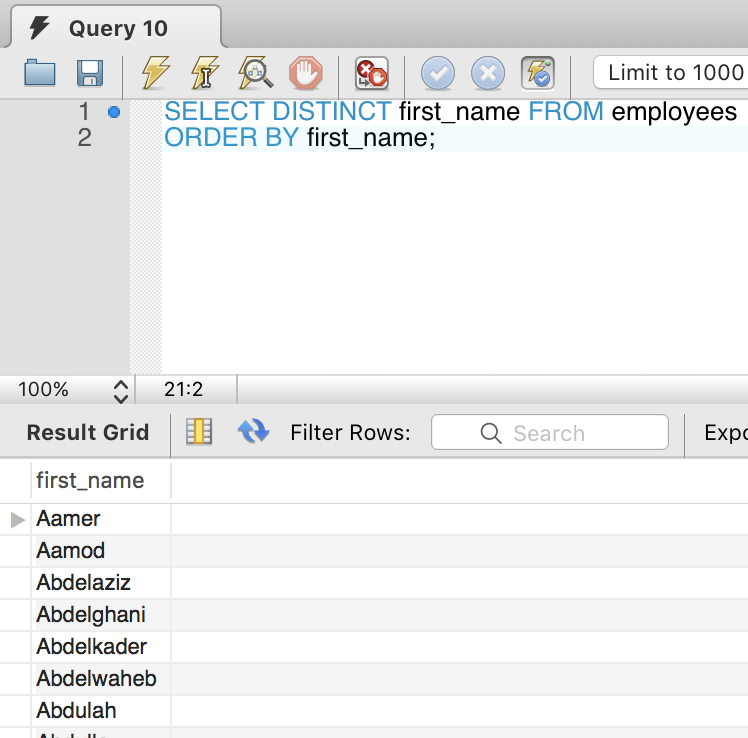 Query 10
Limit to 1000
1 SELECT DISTINCT first_name FROM employees
2 ORDER BY first_name;
100% 21:2
Result Grid Filter Rows: Search Expo
first_name
Aamer
Aamod
Abdelaziz
Abdelghani
Abdelkader
Abdelwaheb
Abdulah